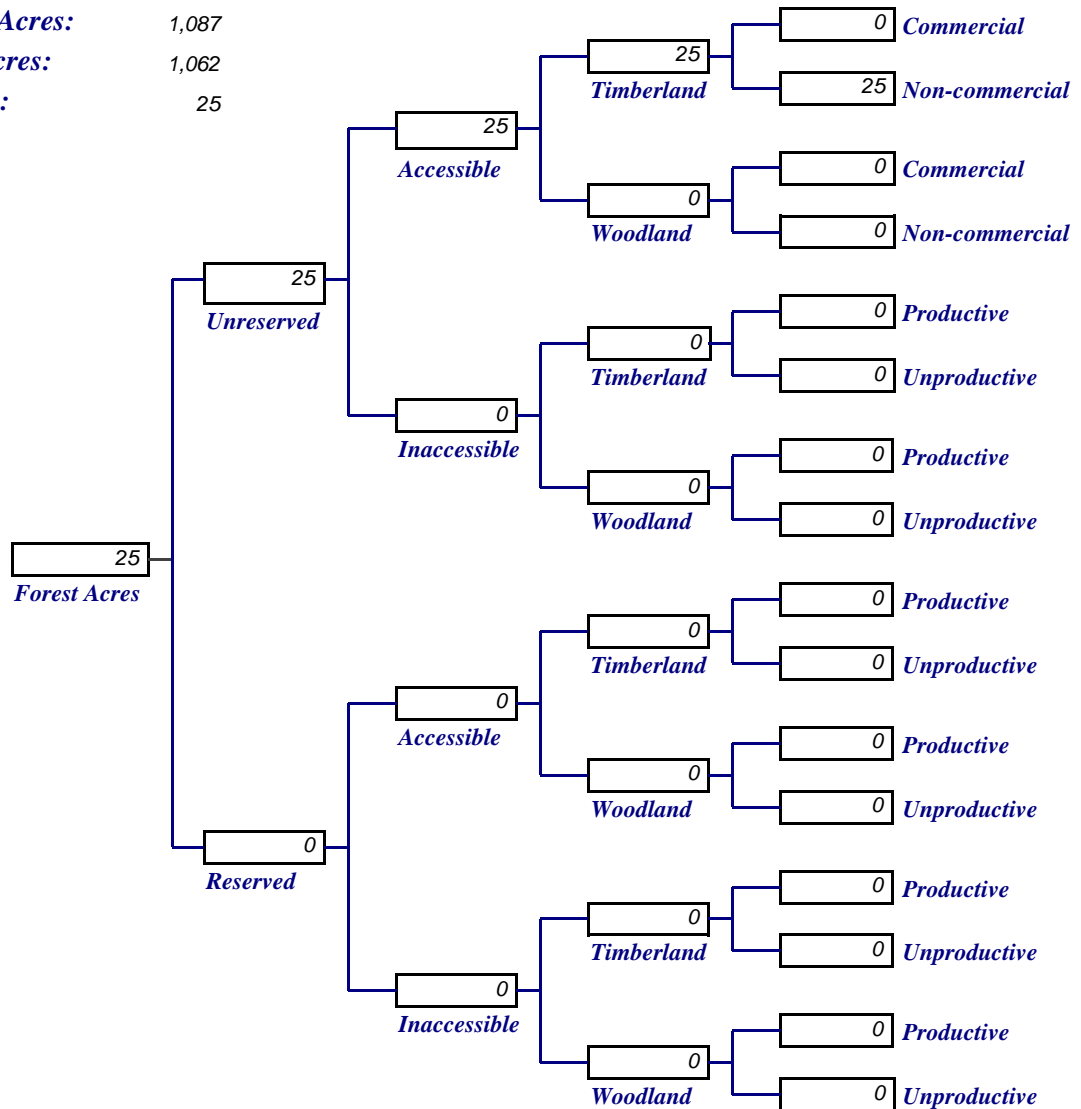 Acres: 1,087
cres: 1,062
: 25
0 Commercial
25 Timberland
25 Non-commercial
25 Accessible
0 Commercial
0 Woodland
0 Non-commercial
25 Unreserved
0 Productive
0 Timberland
0 Unproductive
0 Inaccessible
0 Productive
0 Woodland
0 Unproductive
25 Forest Acres
0 Productive
0 Timberland
0 Unproductive
0 Accessible
0 Productive
0 Woodland
0 Unproductive
0 Reserved
0 Productive
0 Timberland
0 Unproductive
0 Inaccessible
0 Productive
0 Woodland
0 Unproductive